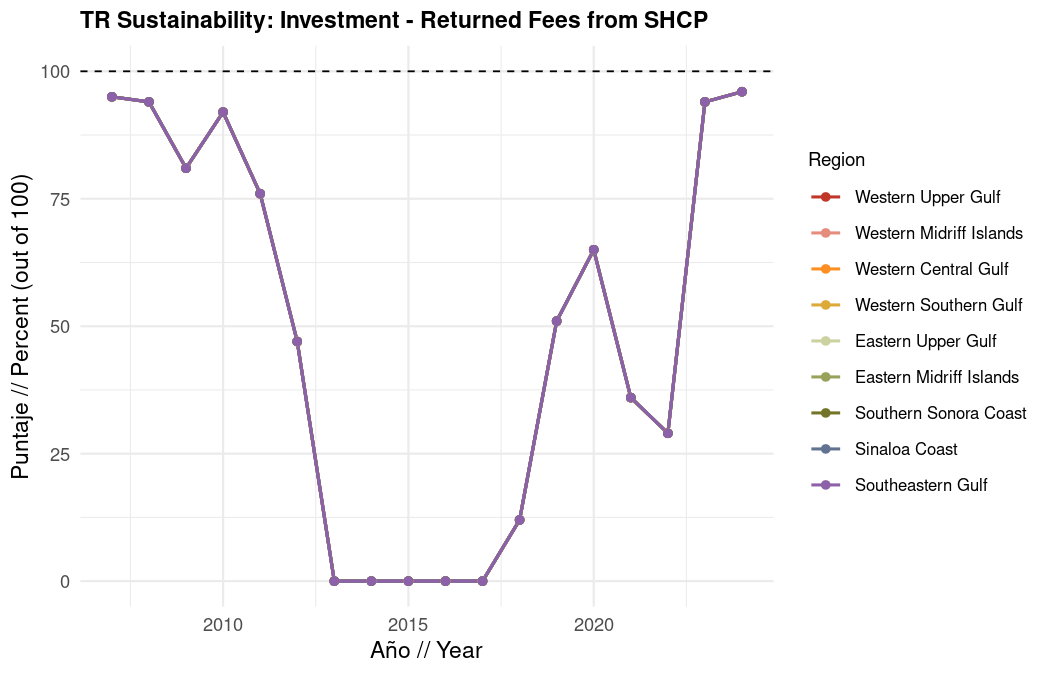 TR Sustainability: Investment - Returned Fees from SHCP
100
75
50
25
0
Puntaje // Percent (out of 100)
2010 2015 2020
Año // Year
Region
Western Upper Gulf
Western Midriff Islands
Western Central Gulf
Western Southern Gulf
Eastern Upper Gulf
Eastern Midriff Islands
Southern Sonora Coast
Sinaloa Coast
Southeastern Gulf